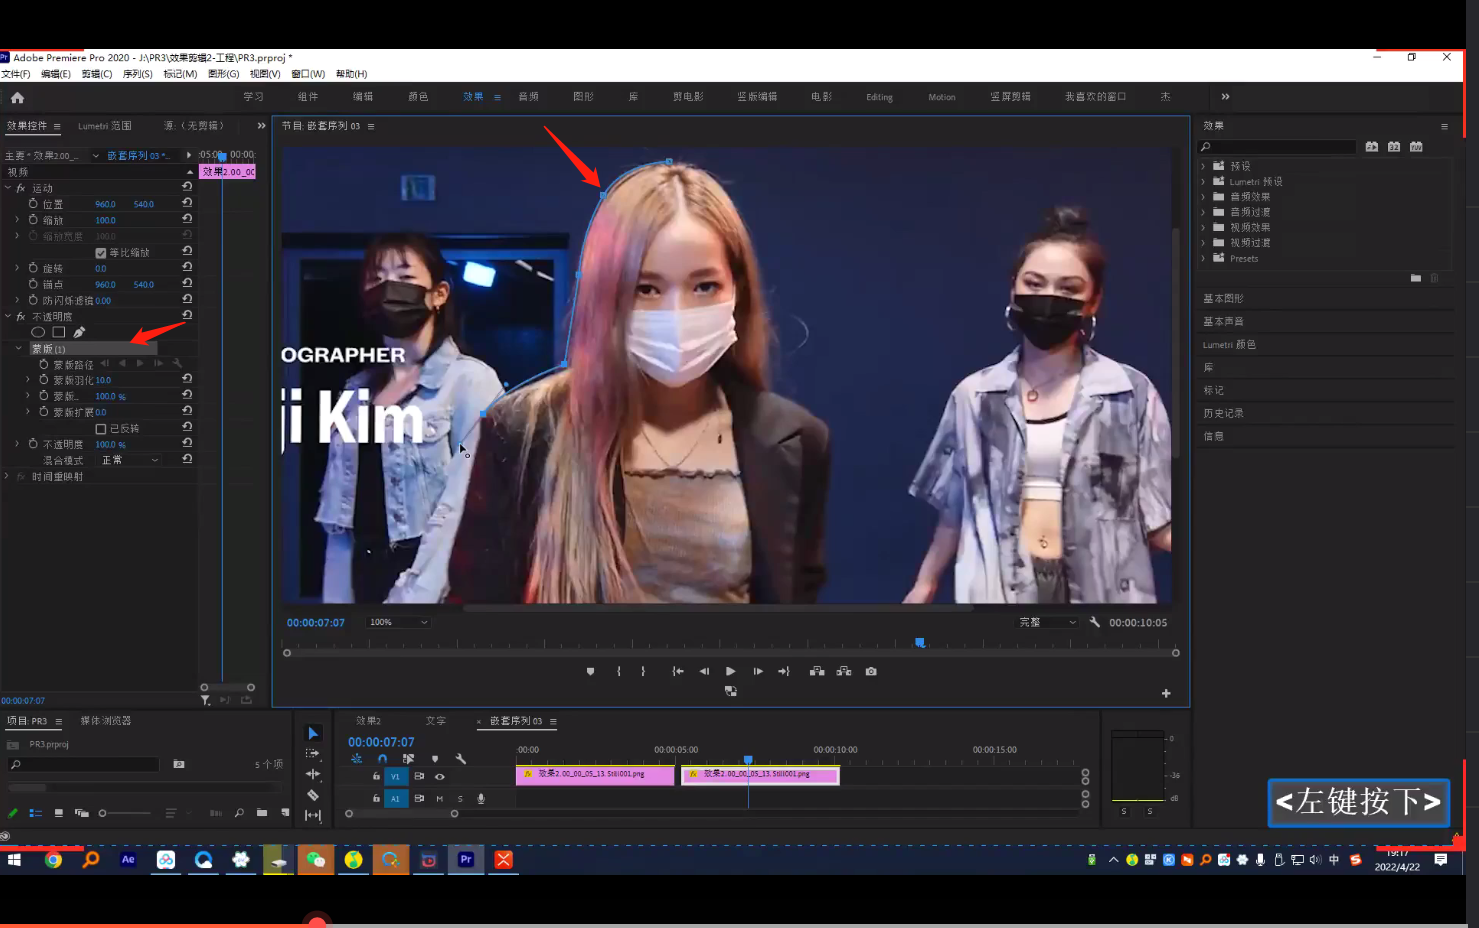 Adobe Premiere Pro 2020 - J:\PR3\效果剪辑2-工程\PR3.prproj *
文件(F) 编辑(E) 剪辑(C) 序列(S) 标记(M) 图形(G) 视图(V) 窗口(W) 帮助(H)
学习 组件 编辑 颜色 效果 音频 图形 库 剪电影 竖版编辑 电影 Editing Motion 竖屏剪辑 我喜欢的窗口 杰
效果控件 Lumetri 范围 源:（无剪辑） 节目: 嵌套序列 03 效果
主要 * 效果2.00_... 嵌套序列 03 *... :05:00 00:00:
视频 效果2.00_00
fx 运动
位置 960.0 540.0
缩放 100.0
缩放宽度 100.0
等比缩放
旋转 0.0
锚点 960.0 540.0
防闪烁滤镜 0.00
fx 不透明度
蒙版 (1)
蒙版路径
蒙版羽化 10.0
蒙版... 100.0 %
蒙版扩展 0.0
已反转
不透明度 100.0 %
混合模式 正常
fx 时间重映射
OGRAPHER
ji Kim
预设
Lumetri 预设
音频效果
音频过渡
视频效果
视频过渡
Presets
基本图形
基本声音
Lumetri 颜色
库
标记
历史记录
信息
00:00:07:07 100% 完整 00:00:10:05
00:00:07:07
项目: PR3 媒体浏览器 效果2 文字 × 嵌套序列 03
PR3.prproj
5 个项
00:00:07:07
:00:00 00:00:05:00 00:00:10:00 00:00:15:00
V1 fx 效果2.00_00_05_13. Still001.png fx 效果2.00_00_05_13. Still001.png
A1 M S
0
-36
dB
S S
<左键按下>
Ae Pr
中
19:17
2022/4/22